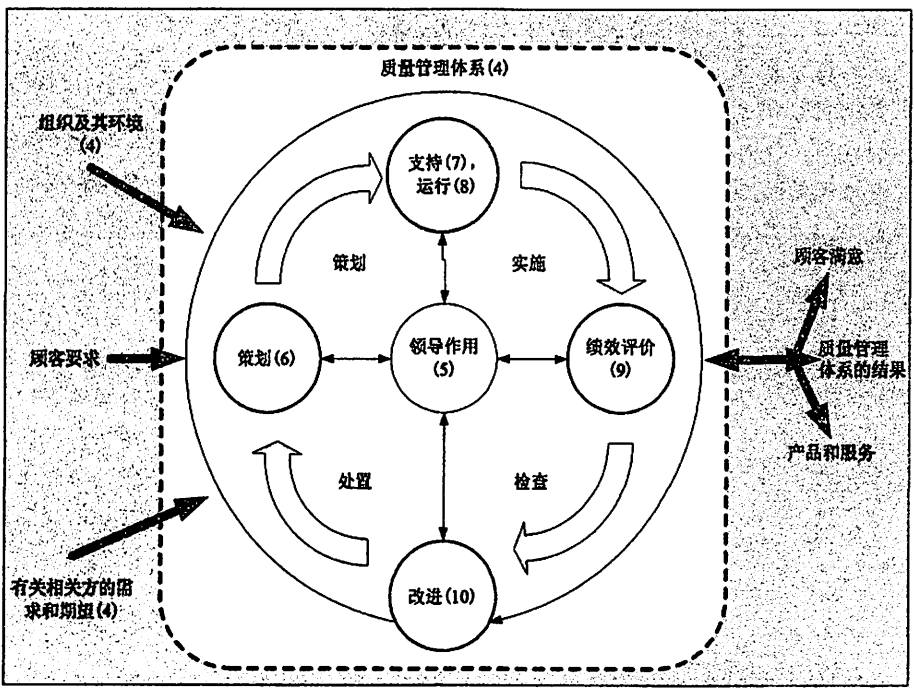 质量管理体系(4)
组织及其环境
(4)
支持(7),
运行(8)
策划
实施
顾客满意
顾客要求
策划(6)
领导作用
(5)
绩效评价
(9)
质量管理
体系的结果
处置
检查
产品和服务
有关相关方的需
求和期望(4)
改进(10)